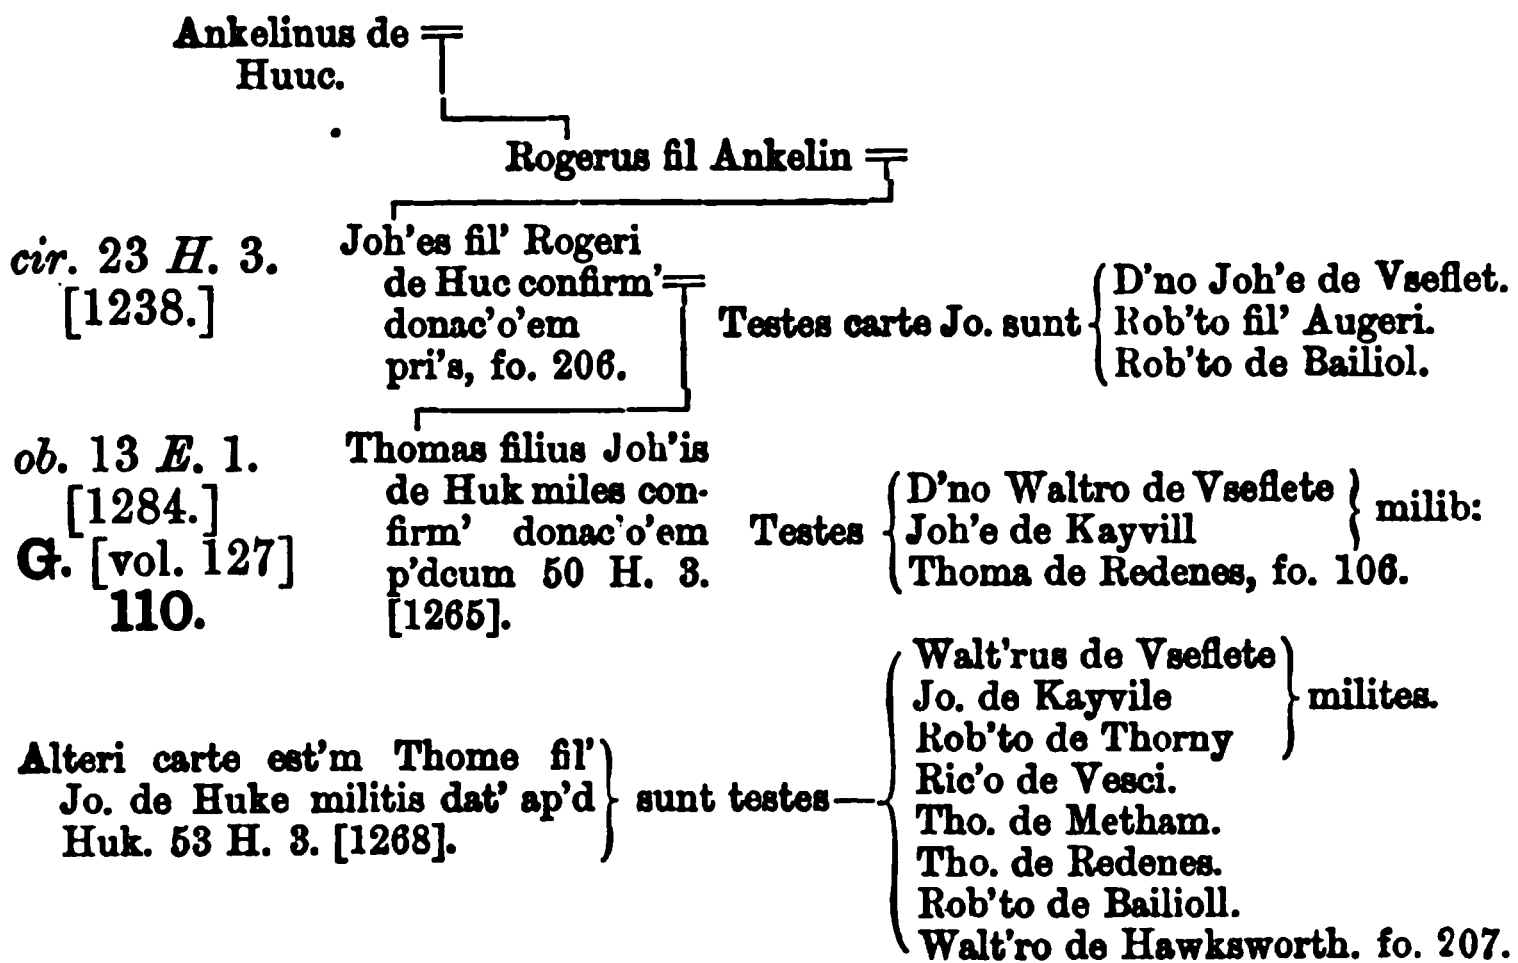 Ankelinus de
Huuc.
Rogerus fil Ankelin
cir. 23 H. 3.
[1238.]
Joh'es fil' Rogeri
de Huc confirm'
donac'o'em
pri's, fo. 206.
Testes carte Jo. sunt
D'no Joh'e de Vseflet.
Rob'to fil' Augeri.
Rob'to de Bailiol.
ob. 13 E. 1.
[1284.]
G. [vol. 127]
110.
Thomas filius Joh'is
de Huk miles con-
firm' donac'o'em
p'dcum 50 H. 3.
[1265].
Testes
D'no Waltro de Vseflete
Joh'e de Kayvill
milib:
Thoma de Redenes, fo. 106.
Alteri carte est'm Thome fil'
Jo. de Huke militis dat' ap'd
Huk. 53 H. 3. [1268].
sunt testes
Walt'rus de Vseflete
Jo. de Kayvile
Rob'to de Thorny
milites.
Ric'o de Vesci.
Tho. de Metham.
Tho. de Redenes.
Rob'to de Bailioll.
Walt'ro de Hawksworth. fo. 207.